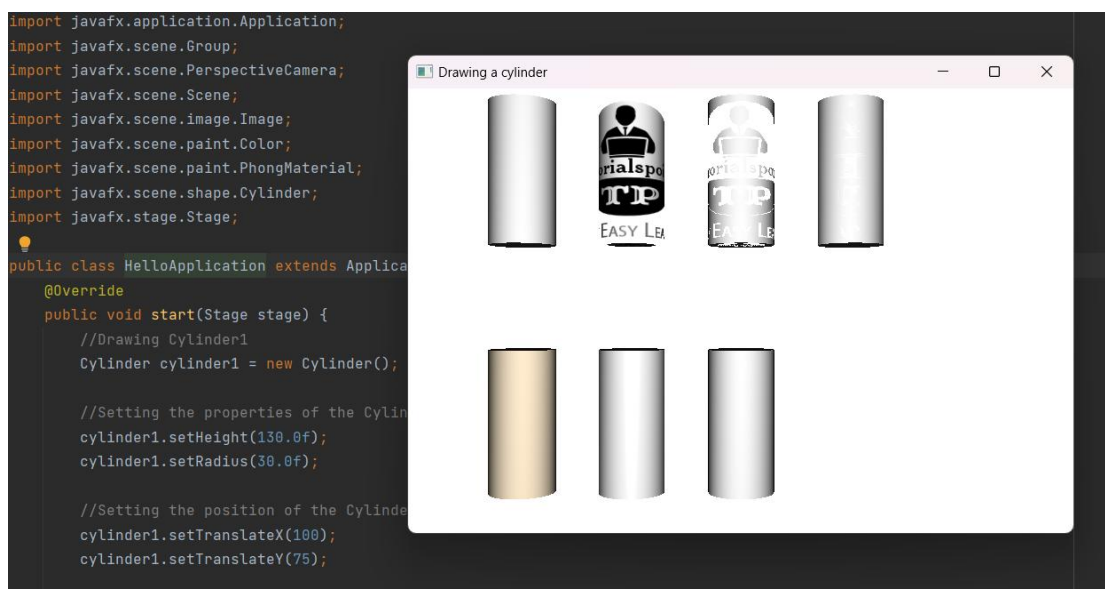 import javafx.application.Application;
import javafx.scene.Group;
import javafx.scene.PerspectiveCamera;
import javafx.scene.Scene;
import javafx.scene.image.Image;
import javafx.scene.paint.Color;
import javafx.scene.paint.PhongMaterial;
import javafx.scene.shape.Cylinder;
import javafx.stage.Stage;
public class HelloApplication extends Applica
@Override
public void start(Stage stage) {
//Drawing Cylinder1
Cylinder cylinder1 = new Cylinder();
//Setting the properties of the Cylin
cylinder1.setHeight(130.0f);
cylinder1.setRadius(30.0f);
//Setting the position of the Cylinde
cylinder1.setTranslateX(100);
cylinder1.setTranslateY(75);
Drawing a cylinder
orialspo
TP
EASY LEA
orialspo
TP
EASY LE